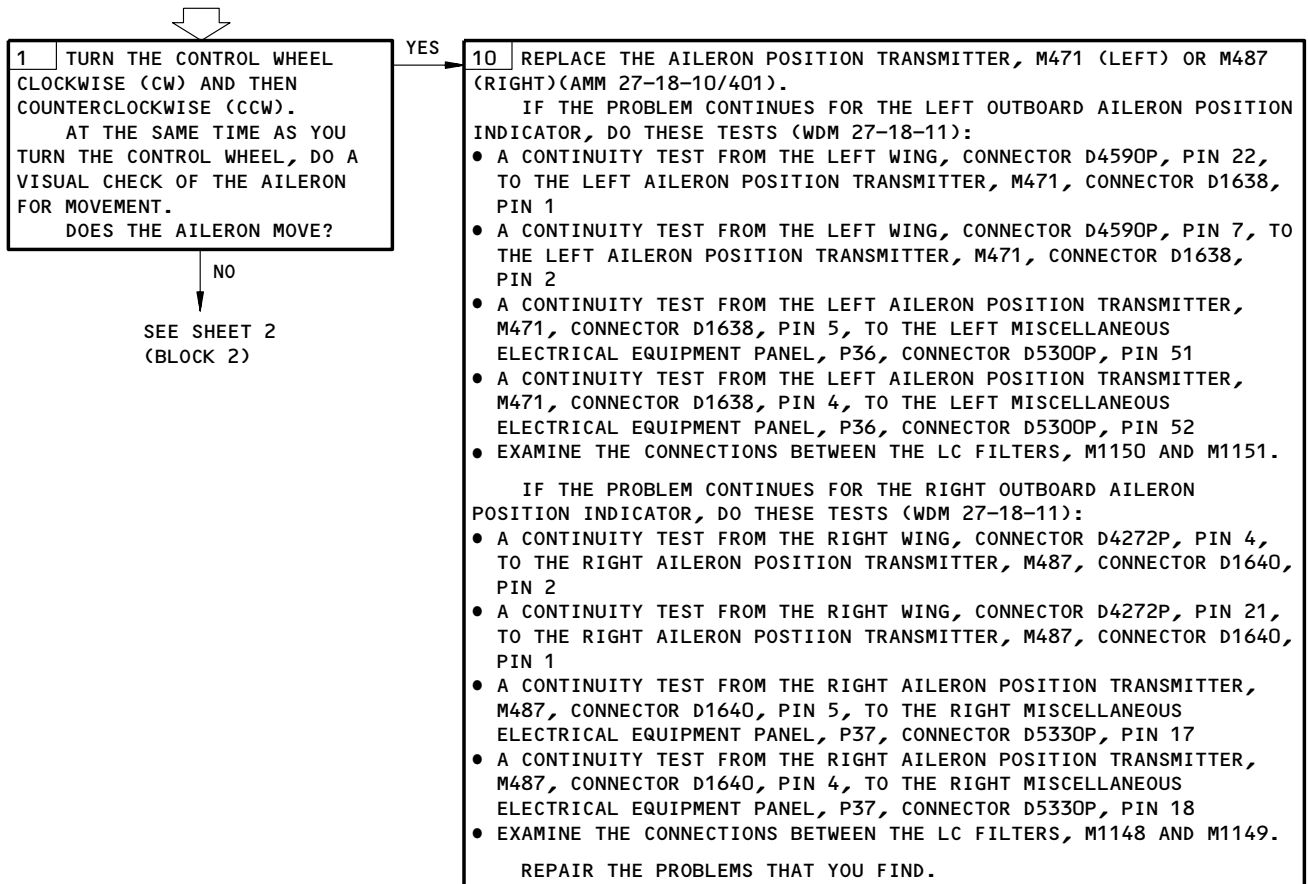 1 TURN THE CONTROL WHEEL
CLOCKWISE (CW) AND THEN
COUNTERCLOCKWISE (CCW).
AT THE SAME TIME AS YOU
TURN THE CONTROL WHEEL, DO A
VISUAL CHECK OF THE AILERON
FOR MOVEMENT.
DOES THE AILERON MOVE?
YES
NO
SEE SHEET 2
(BLOCK 2)
10 REPLACE THE AILERON POSITION TRANSMITTER, M471 (LEFT) OR M487
(RIGHT)(AMM 27-18-10/401).
IF THE PROBLEM CONTINUES FOR THE LEFT OUTBOARD AILERON POSITION
INDICATOR, DO THESE TESTS (WDM 27-18-11):
● A CONTINUITY TEST FROM THE LEFT WING, CONNECTOR D4590P, PIN 22,
TO THE LEFT AILERON POSITION TRANSMITTER, M471, CONNECTOR D1638,
PIN 1
● A CONTINUITY TEST FROM THE LEFT WING, CONNECTOR D4590P, PIN 7, TO
THE LEFT AILERON POSITION TRANSMITTER, M471, CONNECTOR D1638,
PIN 2
● A CONTINUITY TEST FROM THE LEFT AILERON POSITION TRANSMITTER,
M471, CONNECTOR D1638, PIN 5, TO THE LEFT MISCELLANEOUS
ELECTRICAL EQUIPMENT PANEL, P36, CONNECTOR D5300P, PIN 51
● A CONTINUITY TEST FROM THE LEFT AILERON POSITION TRANSMITTER,
M471, CONNECTOR D1638, PIN 4, TO THE LEFT MISCELLANEOUS
ELECTRICAL EQUIPMENT PANEL, P36, CONNECTOR D5300P, PIN 52
● EXAMINE THE CONNECTIONS BETWEEN THE LC FILTERS, M1150 AND M1151.
IF THE PROBLEM CONTINUES FOR THE RIGHT OUTBOARD AILERON
POSITION INDICATOR, DO THESE TESTS (WDM 27-18-11):
● A CONTINUITY TEST FROM THE RIGHT WING, CONNECTOR D4272P, PIN 4,
TO THE RIGHT AILERON POSITION TRANSMITTER, M487, CONNECTOR D1640,
PIN 2
● A CONTINUITY TEST FROM THE RIGHT WING, CONNECTOR D4272P, PIN 21,
TO THE RIGHT AILERON POSTIION TRANSMITTER, M487, CONNECTOR D1640,
PIN 1
● A CONTINUITY TEST FROM THE RIGHT AILERON POSITION TRANSMITTER,
M487, CONNECTOR D1640, PIN 5, TO THE RIGHT MISCELLANEOUS
ELECTRICAL EQUIPMENT PANEL, P37, CONNECTOR D5330P, PIN 17
● A CONTINUITY TEST FROM THE RIGHT AILERON POSITION TRANSMITTER,
M487, CONNECTOR D1640, PIN 4, TO THE RIGHT MISCELLANEOUS
ELECTRICAL EQUIPMENT PANEL, P37, CONNECTOR D5330P, PIN 18
● EXAMINE THE CONNECTIONS BETWEEN THE LC FILTERS, M1148 AND M1149.
REPAIR THE PROBLEMS THAT YOU FIND.